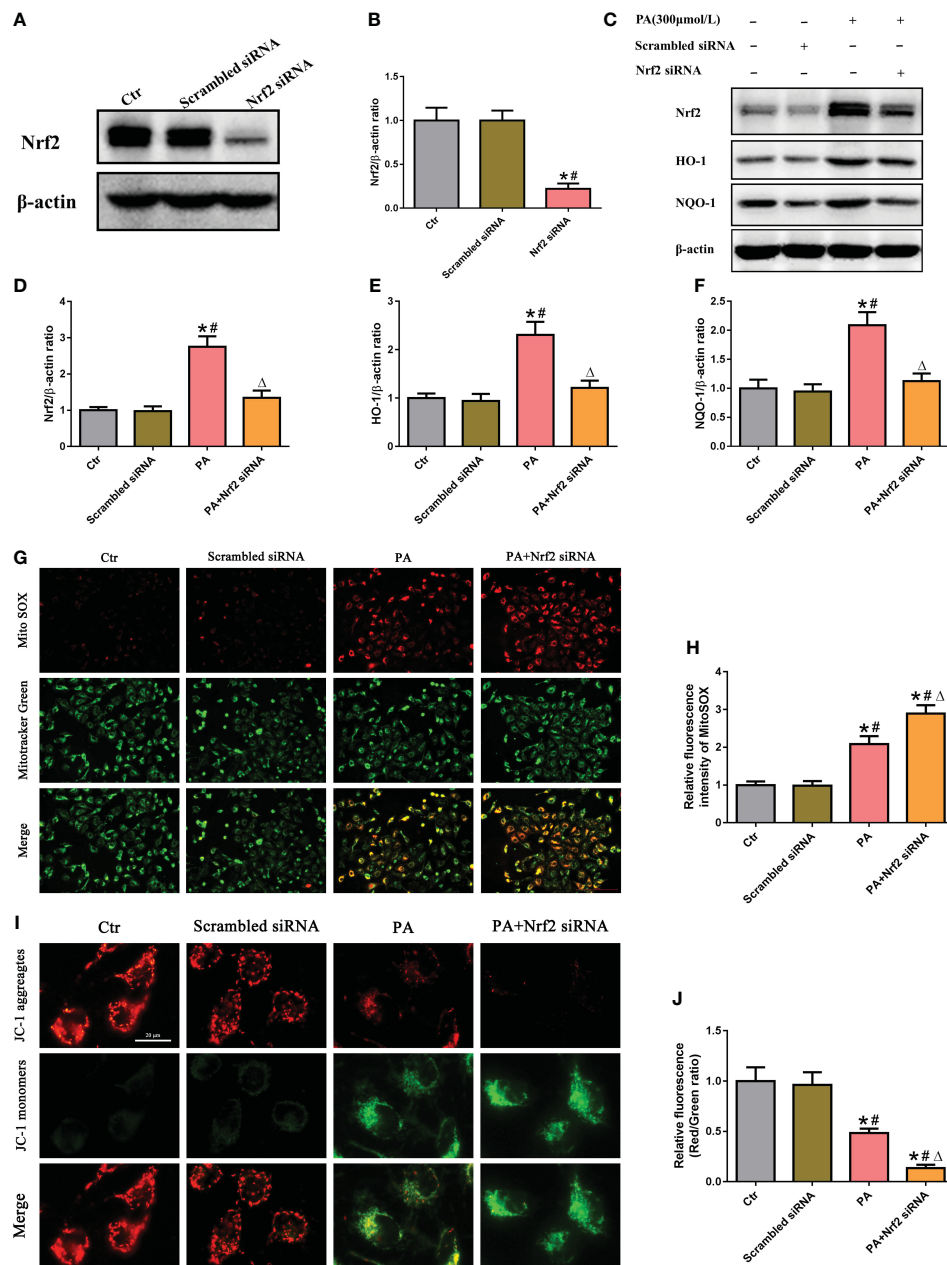 A
Ctr
Scrambled siRNA
Nrf2 siRNA
Nrf2
β-actin
B
Nrf2/β-actin ratio
1.5
1.0
0.5
0.0
*#
Ctr
Scrambled siRNA
Nrf2 siRNA
C
PA(300μmol/L) – – + +
Scrambled siRNA – + – –
Nrf2 siRNA – – – +
Nrf2
HO-1
NQO-1
β-actin
D
Nrf2/β-actin ratio
4
3
2
1
0
*#
Δ
Ctr
Scrambled siRNA
PA
PA+Nrf2 siRNA
E
HO-1/β-actin ratio
3
2
1
0
*#
Δ
Ctr
Scrambled siRNA
PA
PA+Nrf2 siRNA
F
NQO-1/β-actin ratio
2.5
2.0
1.5
1.0
0.5
0.0
*#
Δ
Ctr
Scrambled siRNA
PA
PA+Nrf2 siRNA
G
Ctr
Scrambled siRNA
PA
PA+Nrf2 siRNA
Mito SOX
Mitotracker Green
Merge
H
Relative fluorescence
intensity of MitoSOX
4
3
2
1
0
*#
*# Δ
Ctr
Scrambled siRNA
PA
PA+Nrf2 siRNA
I
Ctr
Scrambled siRNA
PA
PA+Nrf2 siRNA
JC-1 aggreagtes
20 μm
JC-1 monomers
Merge
J
Relative fluorescence
(Red/Green ratio)
1.5
1.0
0.5
0.0
*#
*# Δ
Ctr
Scrambled siRNA
PA
PA+Nrf2 siRNA